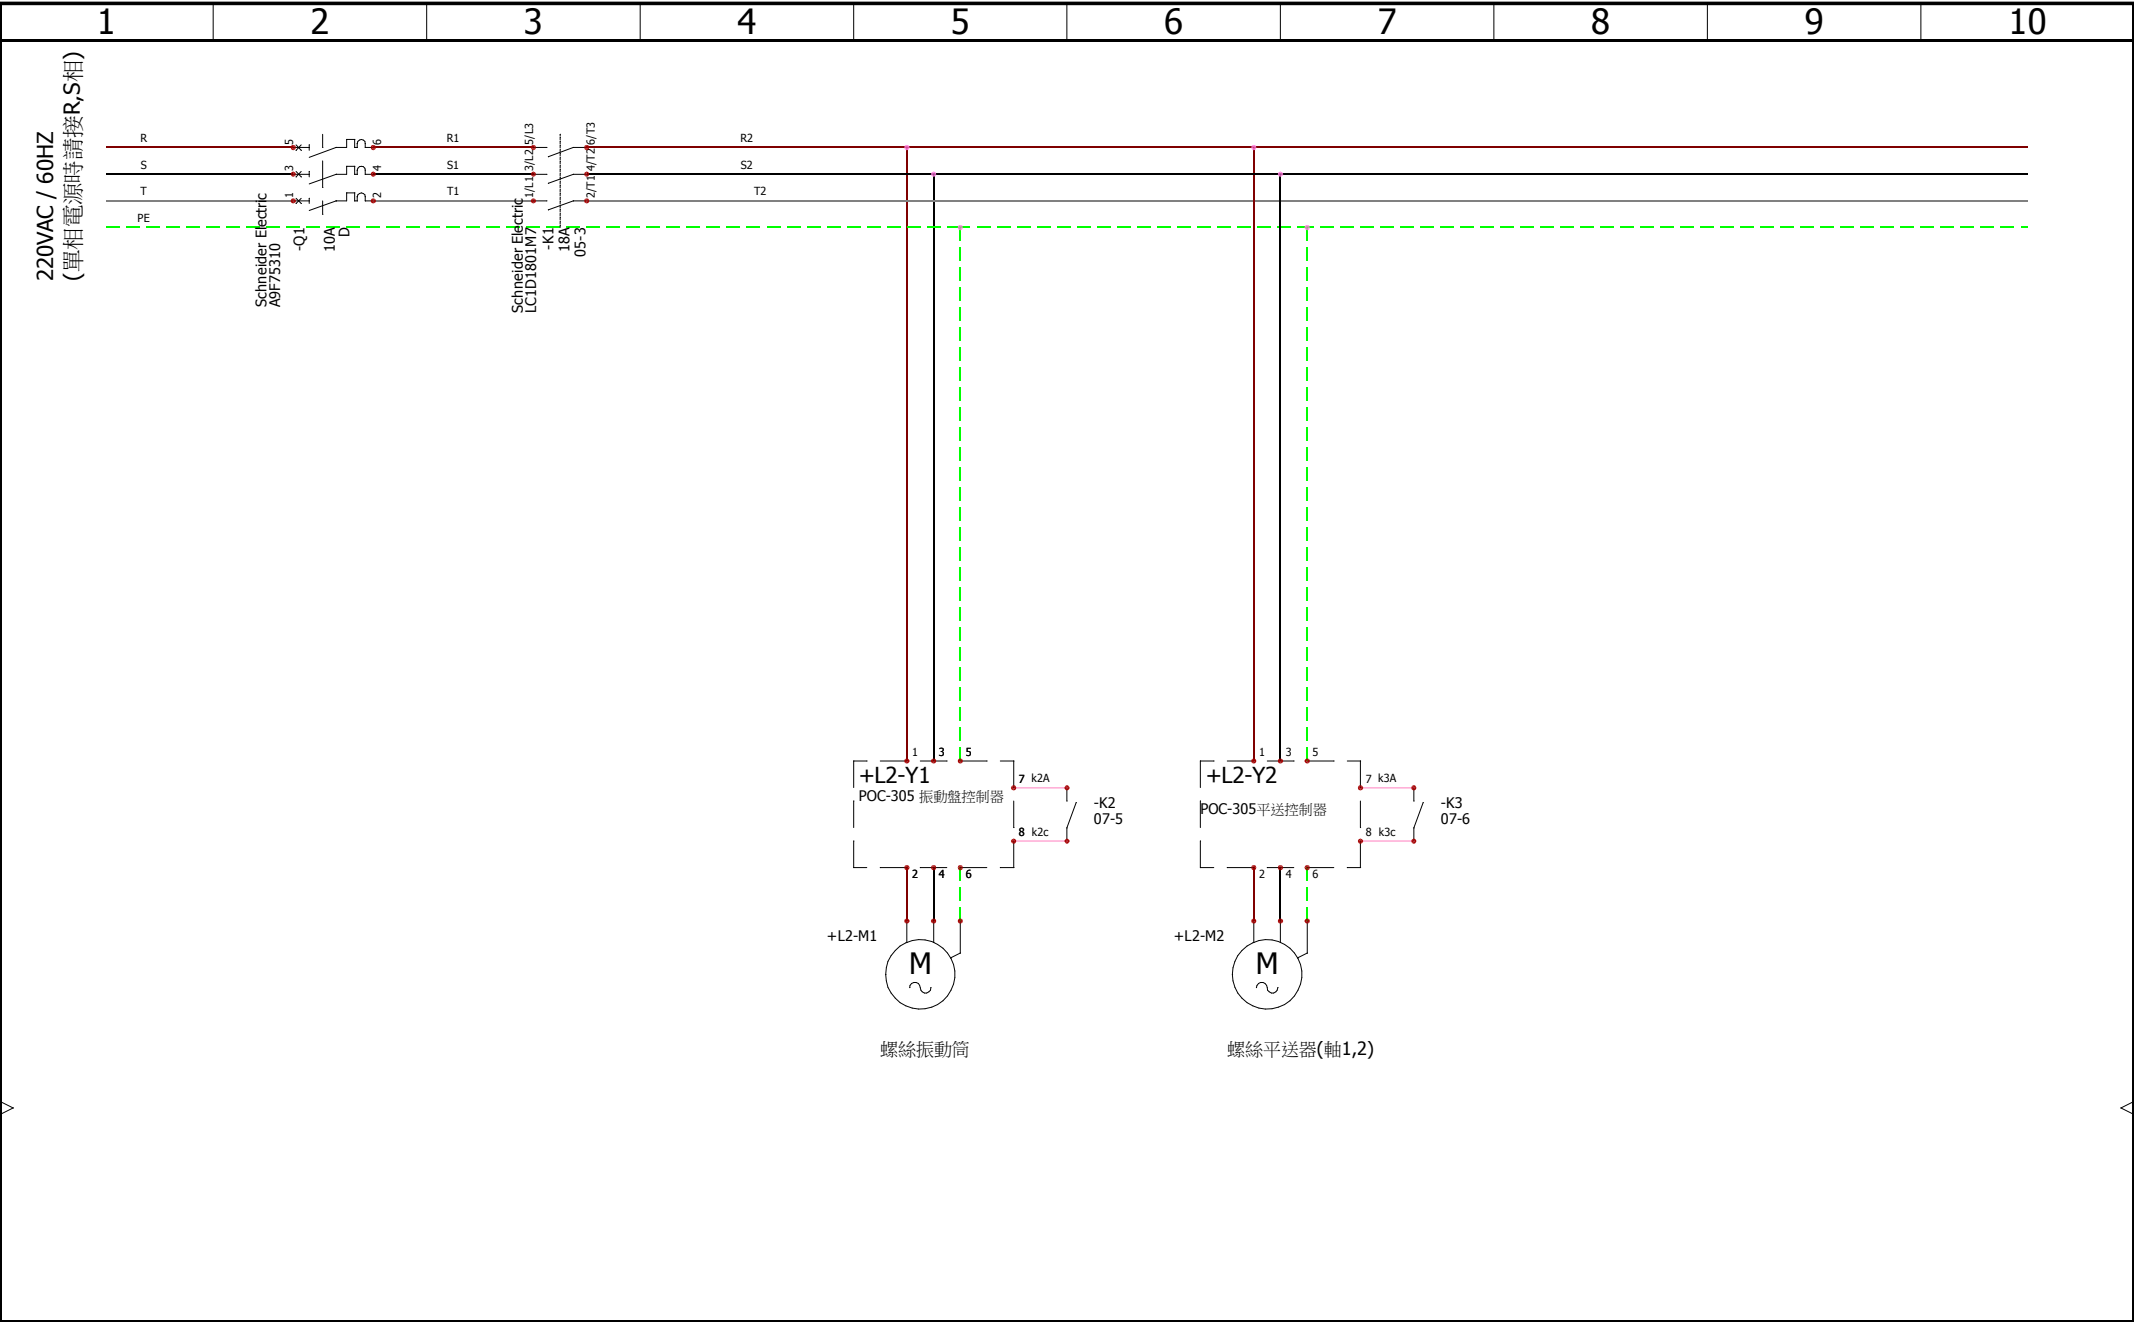 1 2 3 4 5 6 7 8 9 10
220VAC / 60HZ
(單相電源時請接R,S相)
R
S
T
PE
5
3
1
6
4
2
Schneider Electric
A9F75310
-Q1
10A
D
R1
S1
T1
5/L3
3/L2
1/L1
6/T3
4/T2
2/T1
Schneider Electric
LC1D1801M7
-K1
18A
05-3
R2
S2
T2
1 3 5
+L2-Y1
POC-305 振動盤控制器
7 k2A
8 k2c
-K2
07-5
2 4 6
+L2-M1
M
螺絲振動筒
1 3 5
+L2-Y2
POC-305平送控制器
7 k3A
8 k3c
-K3
07-6
2 4 6
+L2-M2
M
螺絲平送器(軸1,2)